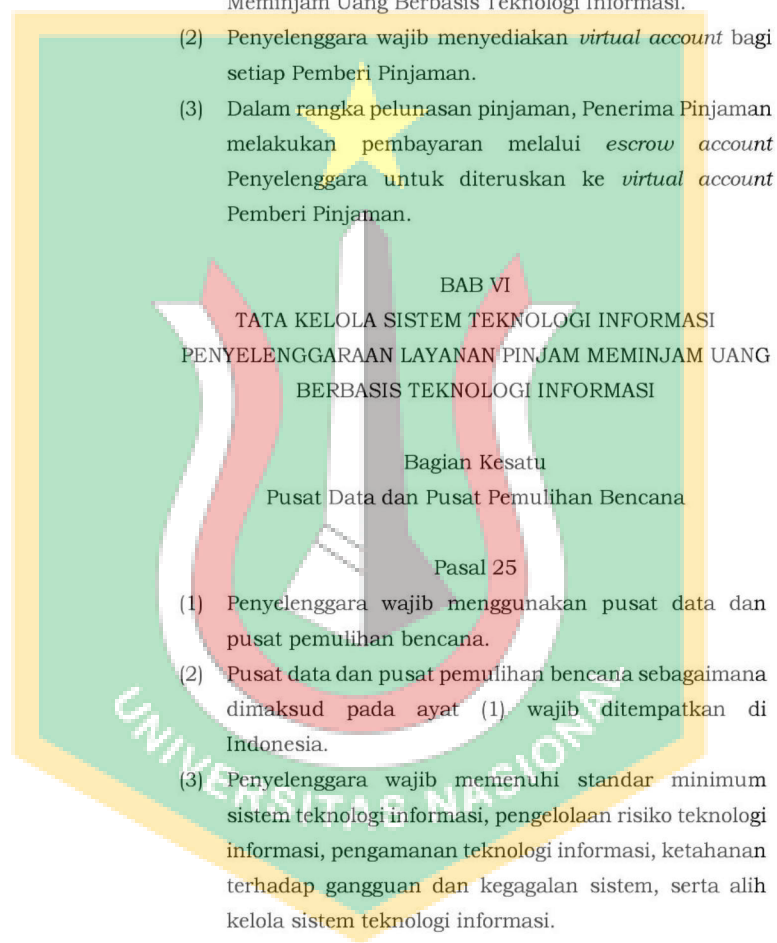 Meminjam Uang Berbasis Teknologi Informasi.
(2) Penyelenggara wajib menyediakan virtual account bagi
setiap Pemberi Pinjaman.
(3) Dalam rangka pelunasan pinjaman, Penerima Pinjaman
melakukan pembayaran melalui escrow account
Penyelenggara untuk diteruskan ke virtual account
Pemberi Pinjaman.
BAB VI
TATA KELOLA SISTEM TEKNOLOGI INFORMASI
PENYELENGGARAAN LAYANAN PINJAM MEMINJAM UANG
BERBASIS TEKNOLOGI INFORMASI
Bagian Kesatu
Pusat Data dan Pusat Pemulihan Bencana
Pasal 25
(1) Penyelenggara wajib menggunakan pusat data dan
pusat pemulihan bencana.
(2) Pusat data dan pusat pemulihan bencana sebagaimana
dimaksud pada ayat (1) wajib ditempatkan di
Indonesia.
(3) Penyelenggara wajib memenuhi standar minimum
sistem teknologi informasi, pengelolaan risiko teknologi
informasi, pengamanan teknologi informasi, ketahanan
terhadap gangguan dan kegagalan sistem, serta alih
kelola sistem teknologi informasi.
UNIVERSITAS NASIONAL